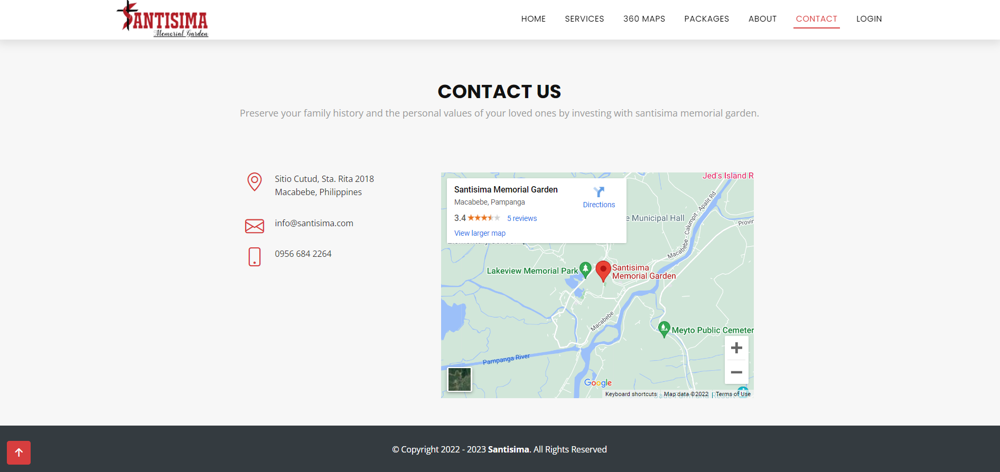 SANTISIMA
Memorial Garden
HOME SERVICES 360 MAPS PACKAGES ABOUT CONTACT LOGIN
CONTACT US
Preserve your family history and the personal values of your loved ones by investing with santisima memorial garden.
Sitio Cutud, Sta. Rita 2018
Macabebe, Philippines
info@santisima.com
0956 684 2264
Jed's Island R
Santisima Memorial Garden
Macabebe, Pampanga
Directions
3.4 5 reviews
View larger map
e Municipal Hall
Macabebe - Calumpit - Apalit Rd
Provin
Lakeview Memorial Park
Santisima
Memorial Garden
Macabebe
Meyto Public Cemeter
Pampanga River
Google
Keyboard shortcuts Map data ©2022 Terms of Use
© Copyright 2022 - 2023 Santisima. All Rights Reserved